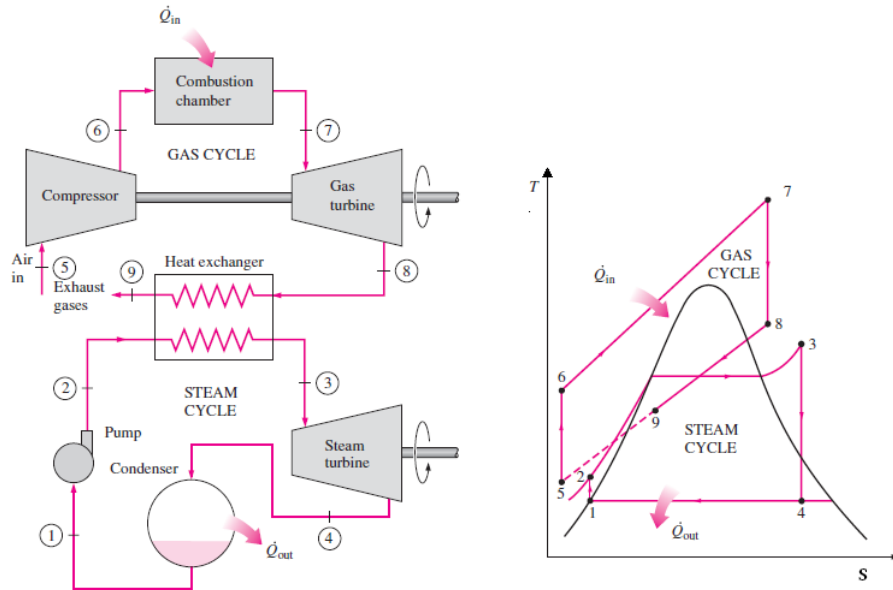 Q̇in
Combustion
chamber
6
7
GAS CYCLE
Compressor
Gas
turbine
Air
in
5
9
Heat exchanger
8
Exhaust
gases
2
3
STEAM
CYCLE
Pump
Condenser
Steam
turbine
1
4
Q̇out
T
7
GAS
CYCLE
Q̇in
8
3
6
9
STEAM
CYCLE
2
5
1
4
Q̇out
S